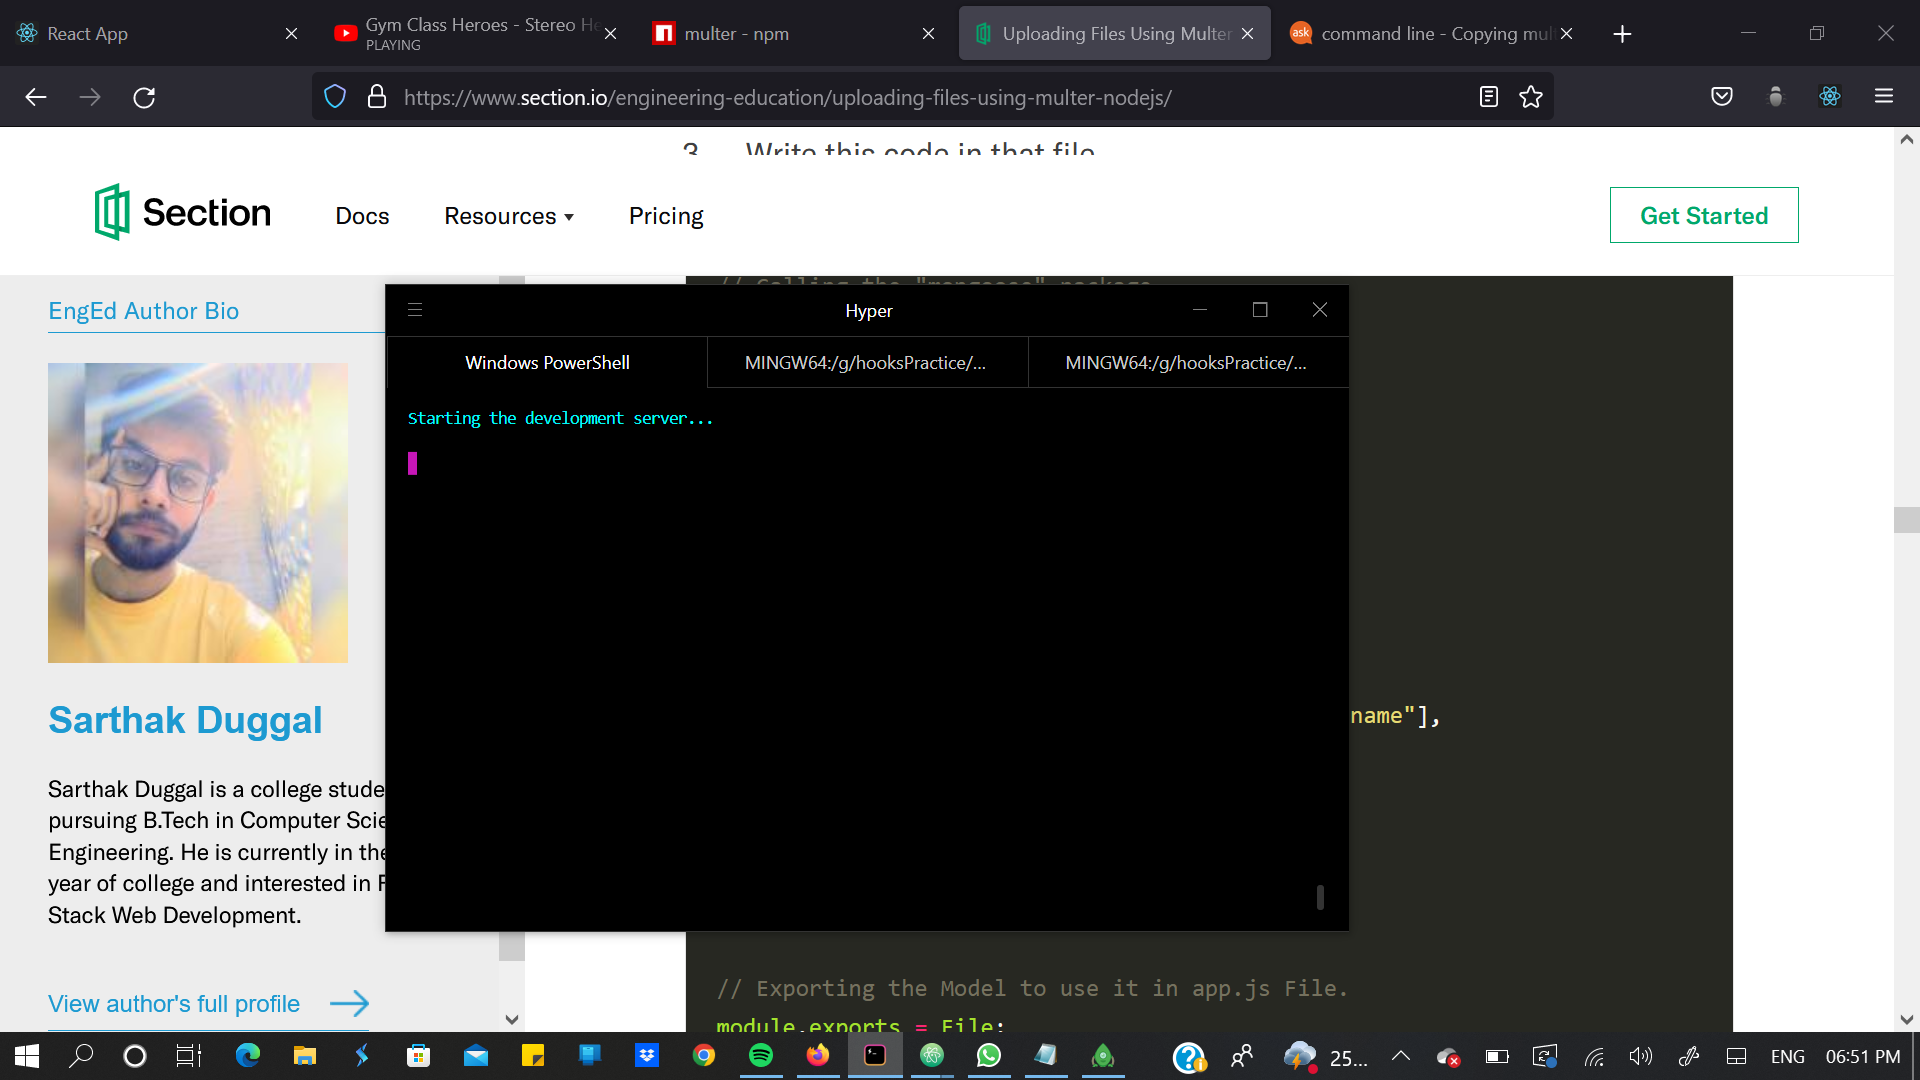 React App
Gym Class Heroes - Stereo He
PLAYING
multer - npm
Uploading Files Using Multer
command line - Copying mul
https://www.section.io/engineering-education/uploading-files-using-multer-nodejs/
3. Write this code in that file
Section
Docs
Resources
Pricing
Get Started
// Calling the "mongoose" package
EngEd Author Bio
Hyper
Windows PowerShell
MINGW64:/g/hooksPractice/...
MINGW64:/g/hooksPractice/...
Starting the development server...
name"],
Sarthak Duggal
Sarthak Duggal is a college stude
pursuing B.Tech in Computer Scie
Engineering. He is currently in the
year of college and interested in F
Stack Web Development.
View author's full profile
// Exporting the Model to use it in app.js File.
module.exports = File;
25...
ENG
06:51 PM